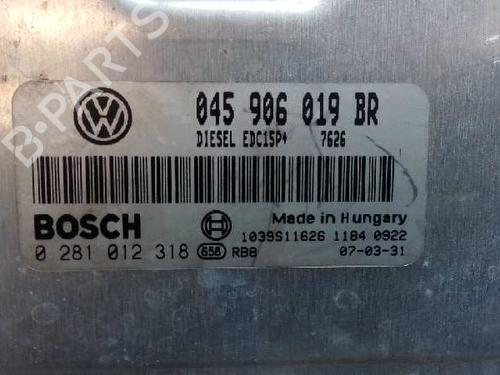 045 906 019 BR
DIESEL EDC15P+ 7626
BOSCH
Made in Hungary
0 281 012 318 656 RB8
1039S11626 1184 0922
07-03-31
B-PARTS